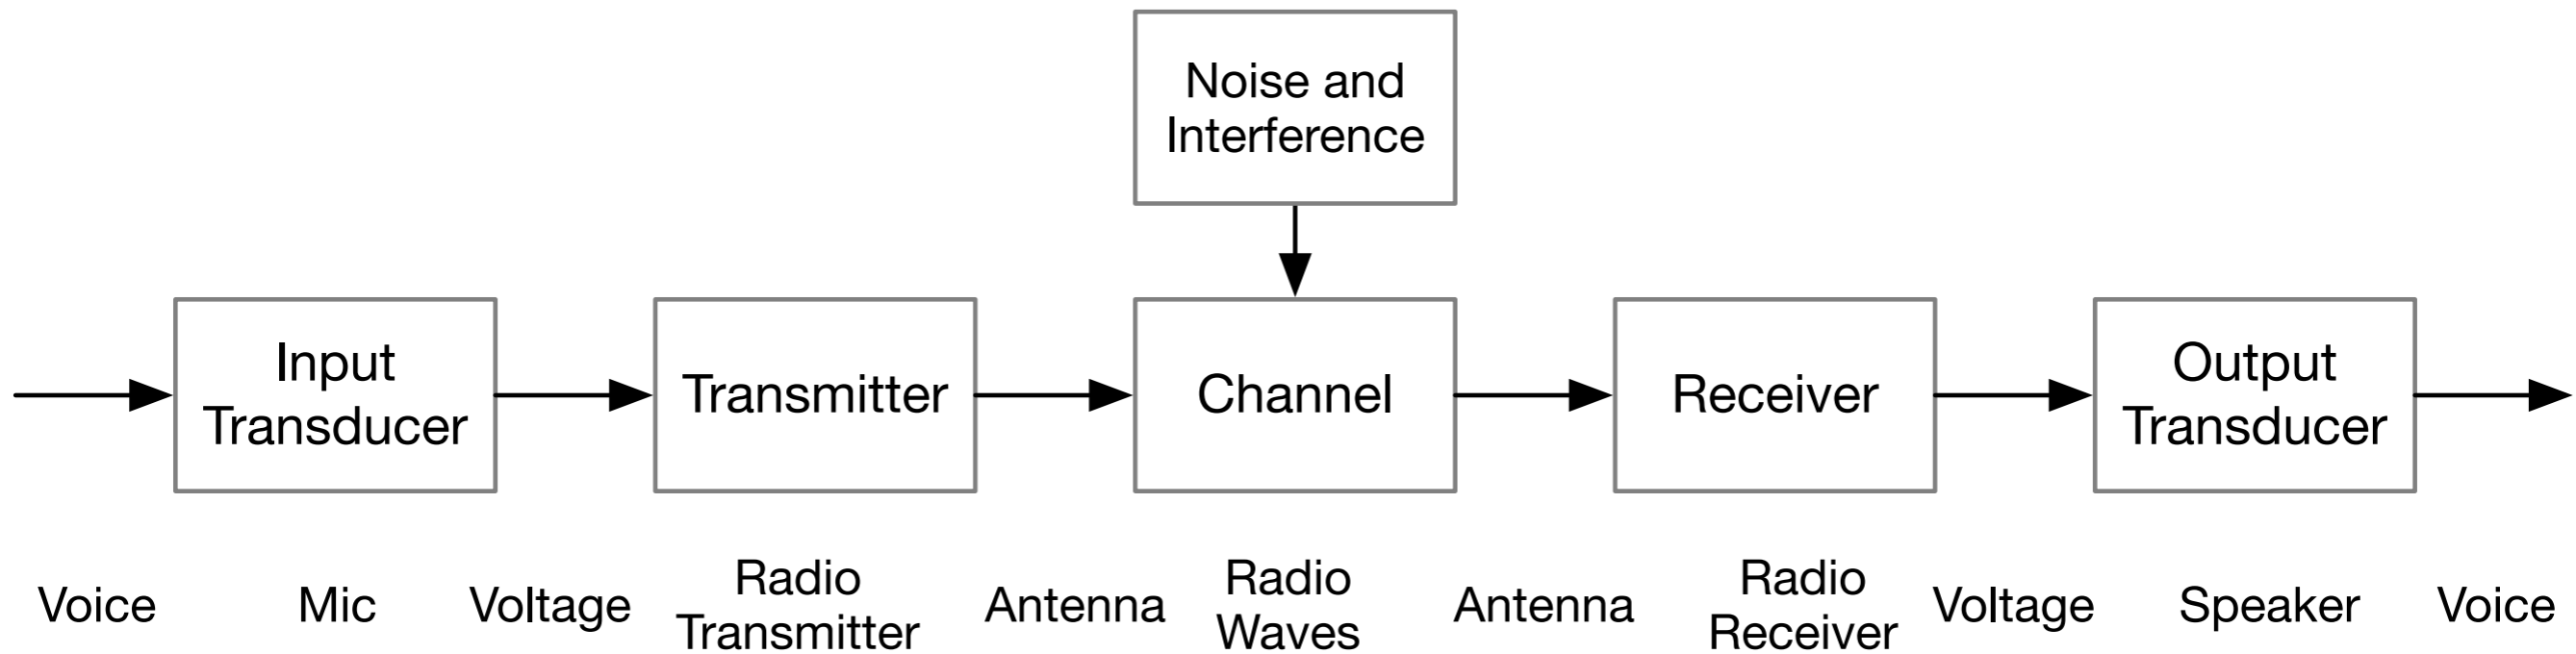 Noise and
Interference
Input
Transducer
Transmitter
Channel
Receiver
Output
Transducer
Voice
Mic
Voltage
Radio
Transmitter
Antenna
Radio
Waves
Antenna
Radio
Receiver
Voltage
Speaker
Voice